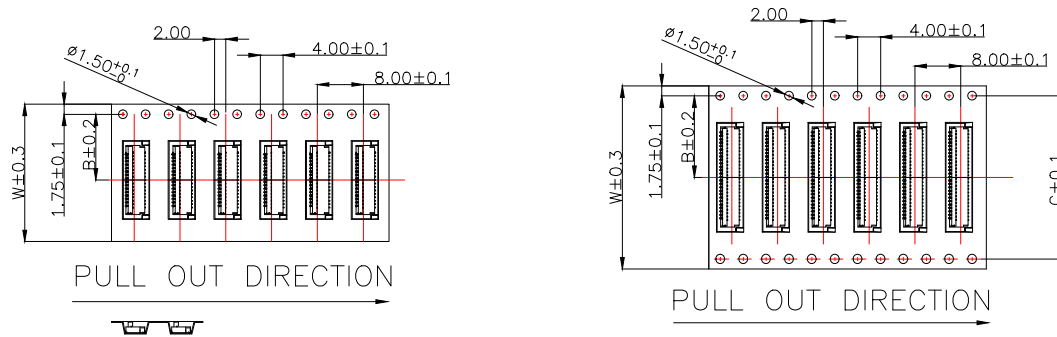 2.00
ø1.50+0.1-0
4.00±0.1
8.00±0.1
W±0.3
1.75±0.1
B±0.2
PULL OUT DIRECTION
2.00
ø1.50+0.1-0
4.00±0.1
8.00±0.1
W±0.3
1.75±0.1
B±0.2
C±0.1
PULL OUT DIRECTION